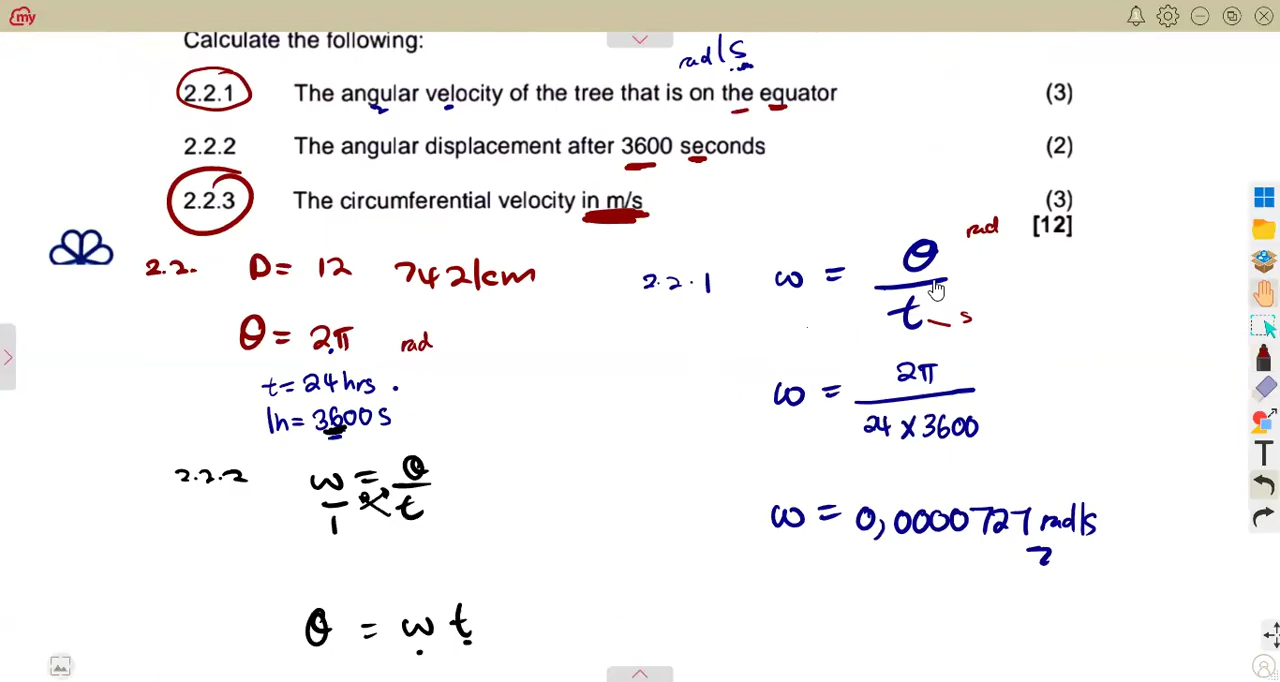 my
Calculate the following:
rad/s
2.2.1 The angular velocity of the tree that is on the equator (3)
2.2.2 The angular displacement after 3600 seconds (2)
2.2.3 The circumferential velocity in m/s (3)
[12]
2.2. D = 12 742 km
θ = 2π rad
t = 24 hrs .
1h = 3600 s
2.2.2 ω/1 = θ/t
θ = ω t
2.2.1 ω = θ/t rad s
ω = 2π / 24 × 3600
ω = 0,0000727 rad/s
T